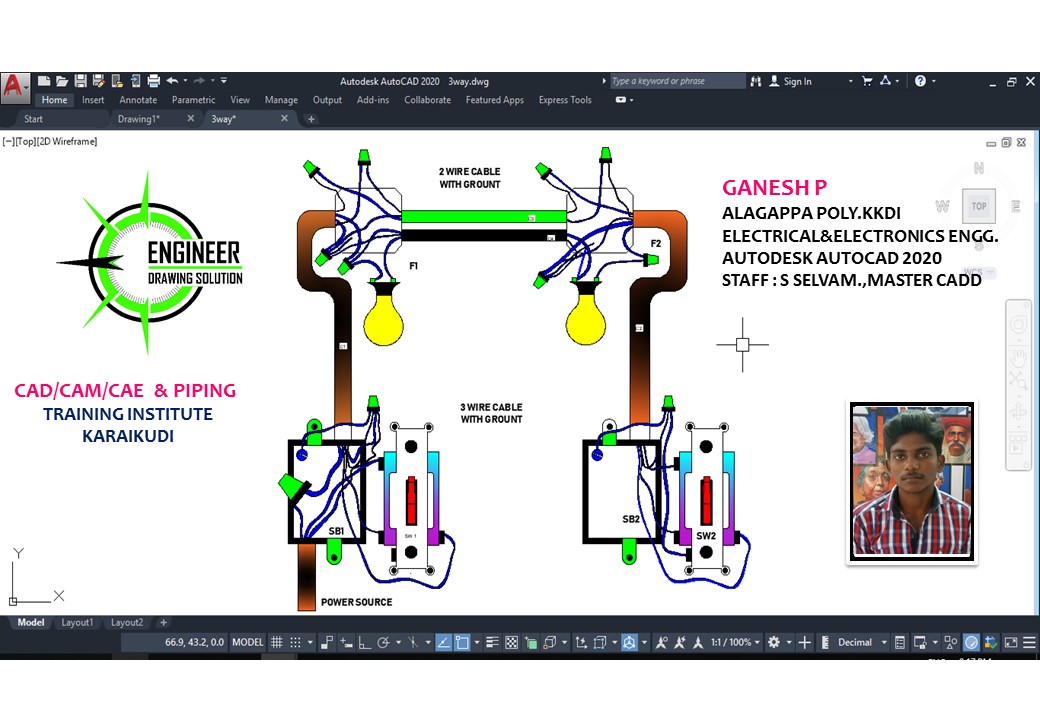 Autodesk AutoCAD 2020 3way.dwg
Type a keyword or phrase
Sign In
Home Insert Annotate Parametric View Manage Output Add-ins Collaborate Featured Apps Express Tools
Start Drawing1* 3way*
[−][Top][2D Wireframe]
N
W TOP E
S
WCS
2 WIRE CABLE
WITH GROUNT
F1
F2
GANESH P
ALAGAPPA POLY.KKDI
ELECTRICAL&ELECTRONICS ENGG.
AUTODESK AUTOCAD 2020
STAFF : S SELVAM.,MASTER CADD
ENGINEER
DRAWING SOLUTION
CAD/CAM/CAE & PIPING
TRAINING INSTITUTE
KARAIKUDI
3 WIRE CABLE
WITH GROUNT
SB1
SW 1
SB2
SW2
POWER SOURCE
Y
X
Model Layout1 Layout2
66.9, 43.2, 0.0 MODEL 1:1 / 100% Decimal